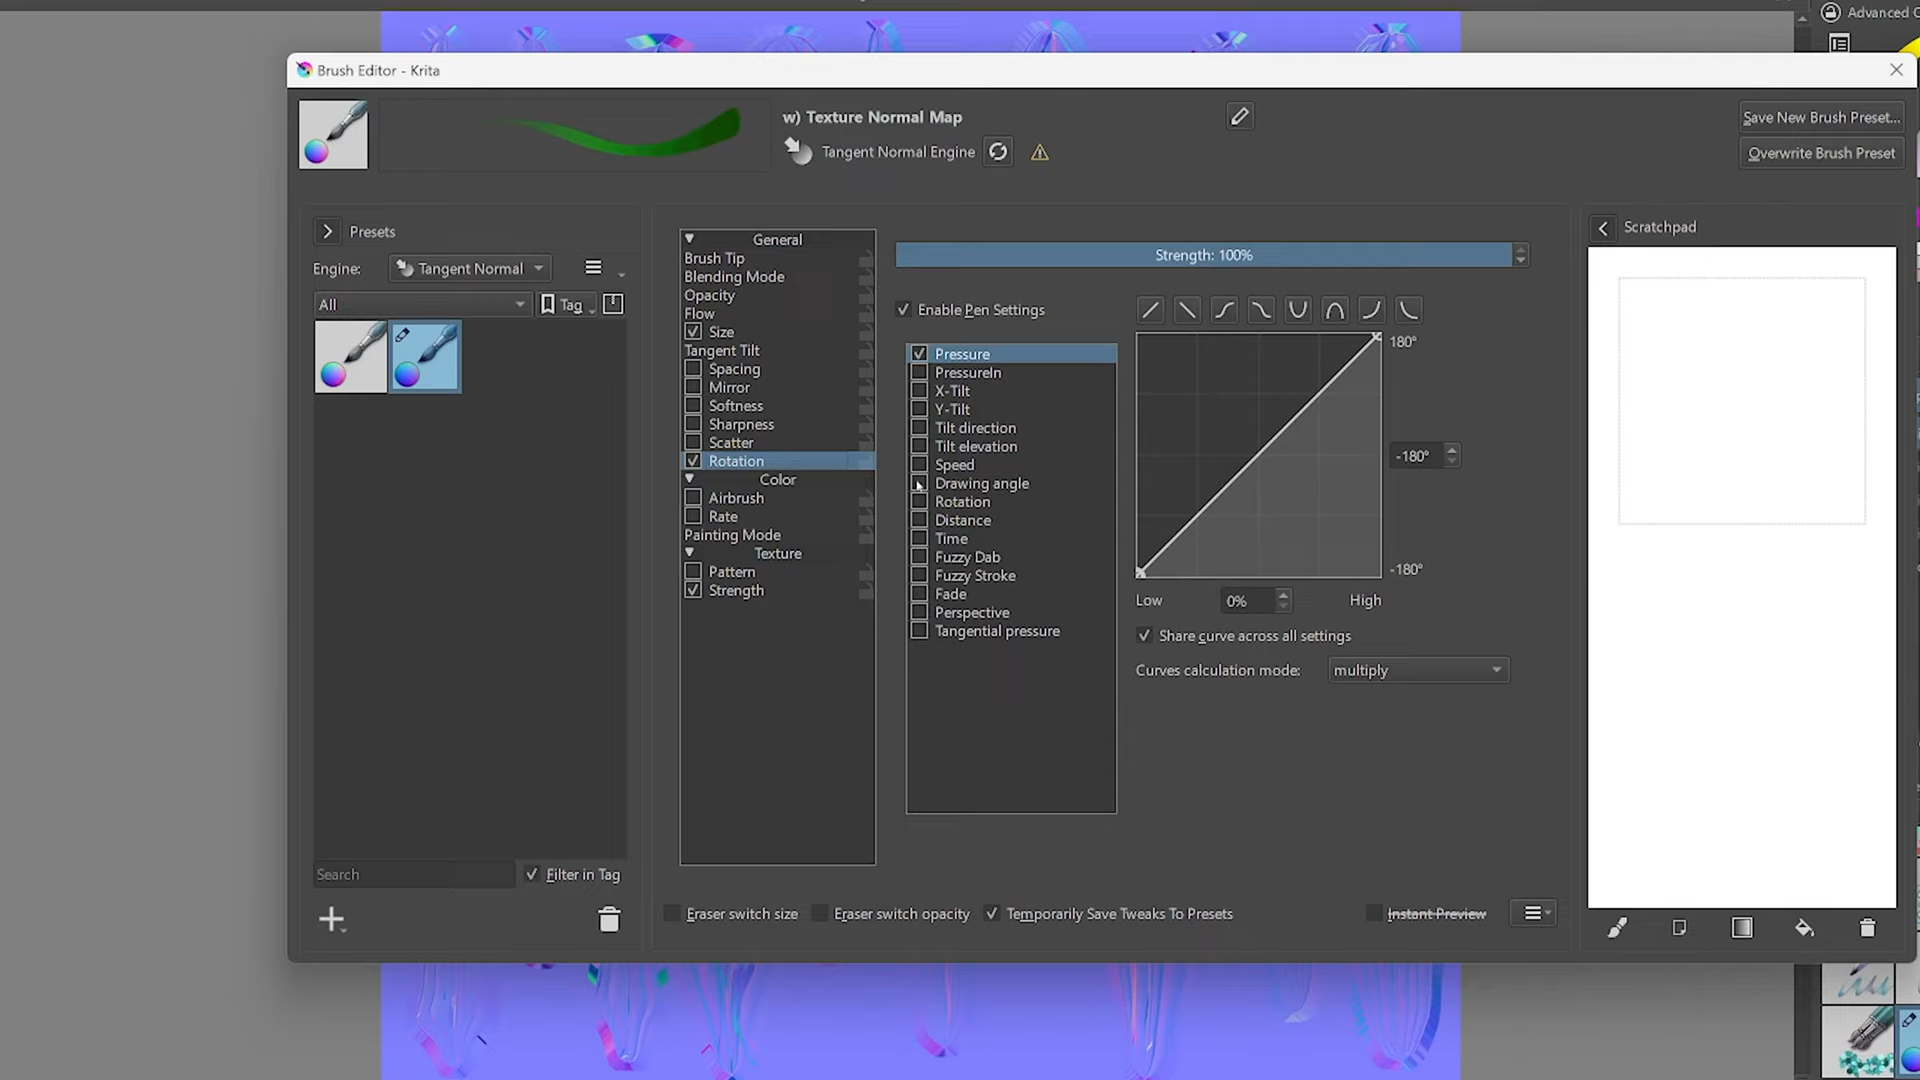 Advanced
Brush Editor - Krita
w) Texture Normal Map
Tangent Normal Engine
Save New Brush Preset...
Overwrite Brush Preset
Presets
Engine:
Tangent Normal
All
Tag
Search
Filter in Tag
General
Brush Tip
Blending Mode
Opacity
Flow
Size
Tangent Tilt
Spacing
Mirror
Softness
Sharpness
Scatter
Rotation
Color
Airbrush
Rate
Painting Mode
Texture
Pattern
Strength
Strength: 100%
Enable Pen Settings
Pressure
PressureIn
X-Tilt
Y-Tilt
Tilt direction
Tilt elevation
Speed
Drawing angle
Rotation
Distance
Time
Fuzzy Dab
Fuzzy Stroke
Fade
Perspective
Tangential pressure
180°
-180°
-180°
Low
0%
High
Share curve across all settings
Curves calculation mode:
multiply
Eraser switch size
Eraser switch opacity
Temporarily Save Tweaks To Presets
Instant Preview
Scratchpad